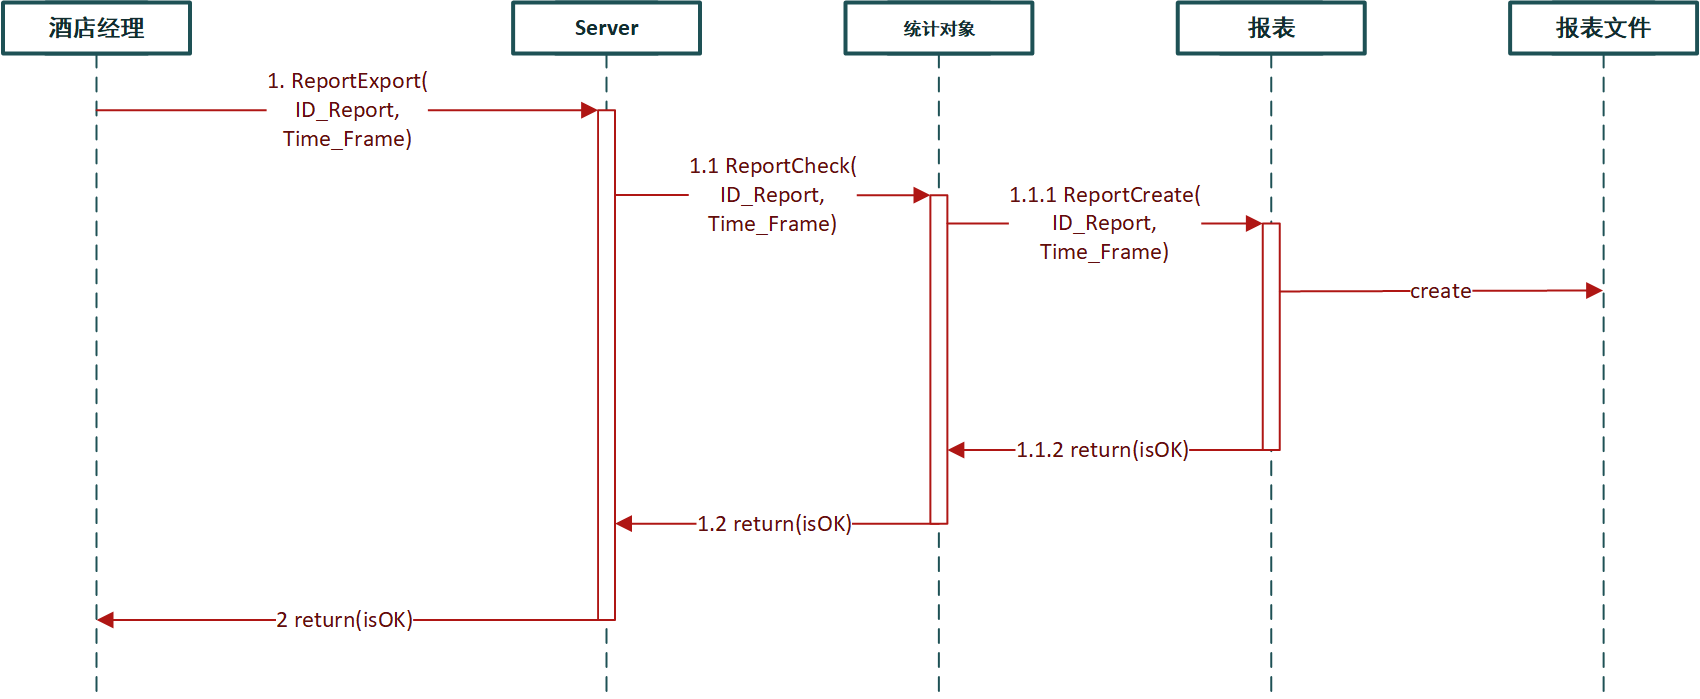 酒店经理
Server
统计对象
报表
报表文件
1. ReportExport(
ID_Report,
Time_Frame)
1.1 ReportCheck(
ID_Report,
Time_Frame)
1.1.1 ReportCreate(
ID_Report,
Time_Frame)
create
1.1.2 return(isOK)
1.2 return(isOK)
2 return(isOK)